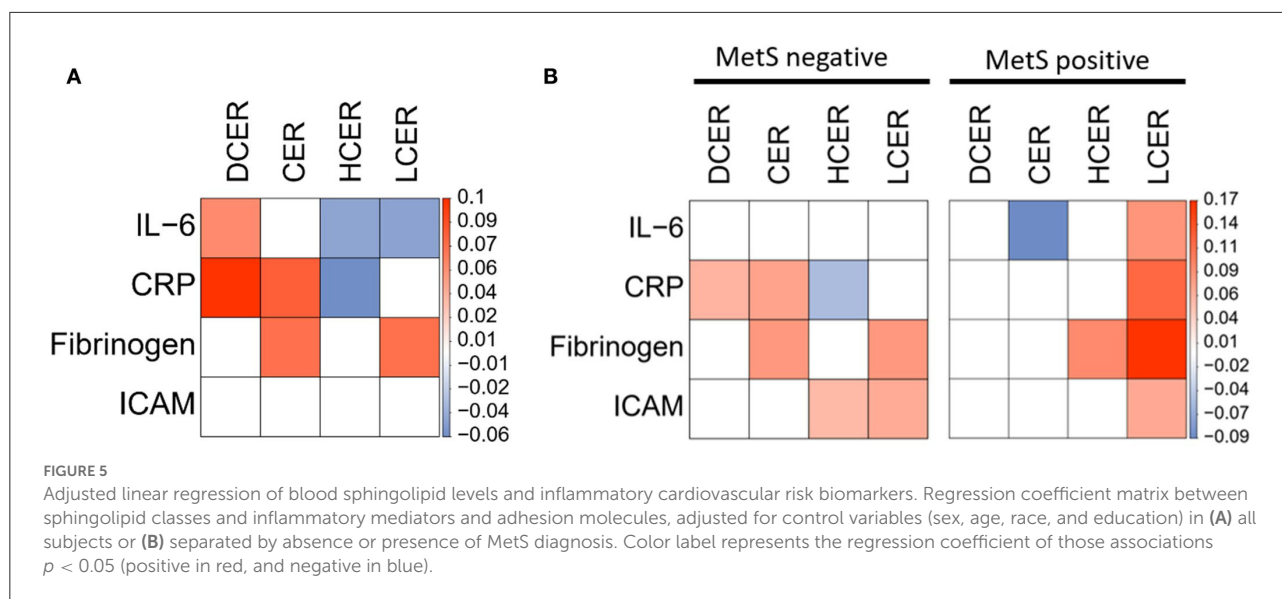 A
DCER
CER
HCER
LCER
IL−6
CRP
Fibrinogen
ICAM
0.1
0.09
0.07
0.06
0.04
0.02
0.01
−0.01
−0.02
−0.04
−0.06
B
MetS negative
DCER
CER
HCER
LCER
IL−6
CRP
Fibrinogen
ICAM
MetS positive
DCER
CER
HCER
LCER
0.17
0.14
0.11
0.09
0.06
0.04
0.01
−0.02
−0.04
−0.07
−0.09
FIGURE 5
Adjusted linear regression of blood sphingolipid levels and inflammatory cardiovascular risk biomarkers. Regression coefficient matrix between
sphingolipid classes and inflammatory mediators and adhesion molecules, adjusted for control variables (sex, age, race, and education) in (A) all
subjects or (B) separated by absence or presence of MetS diagnosis. Color label represents the regression coefficient of those associations
p < 0.05 (positive in red, and negative in blue).